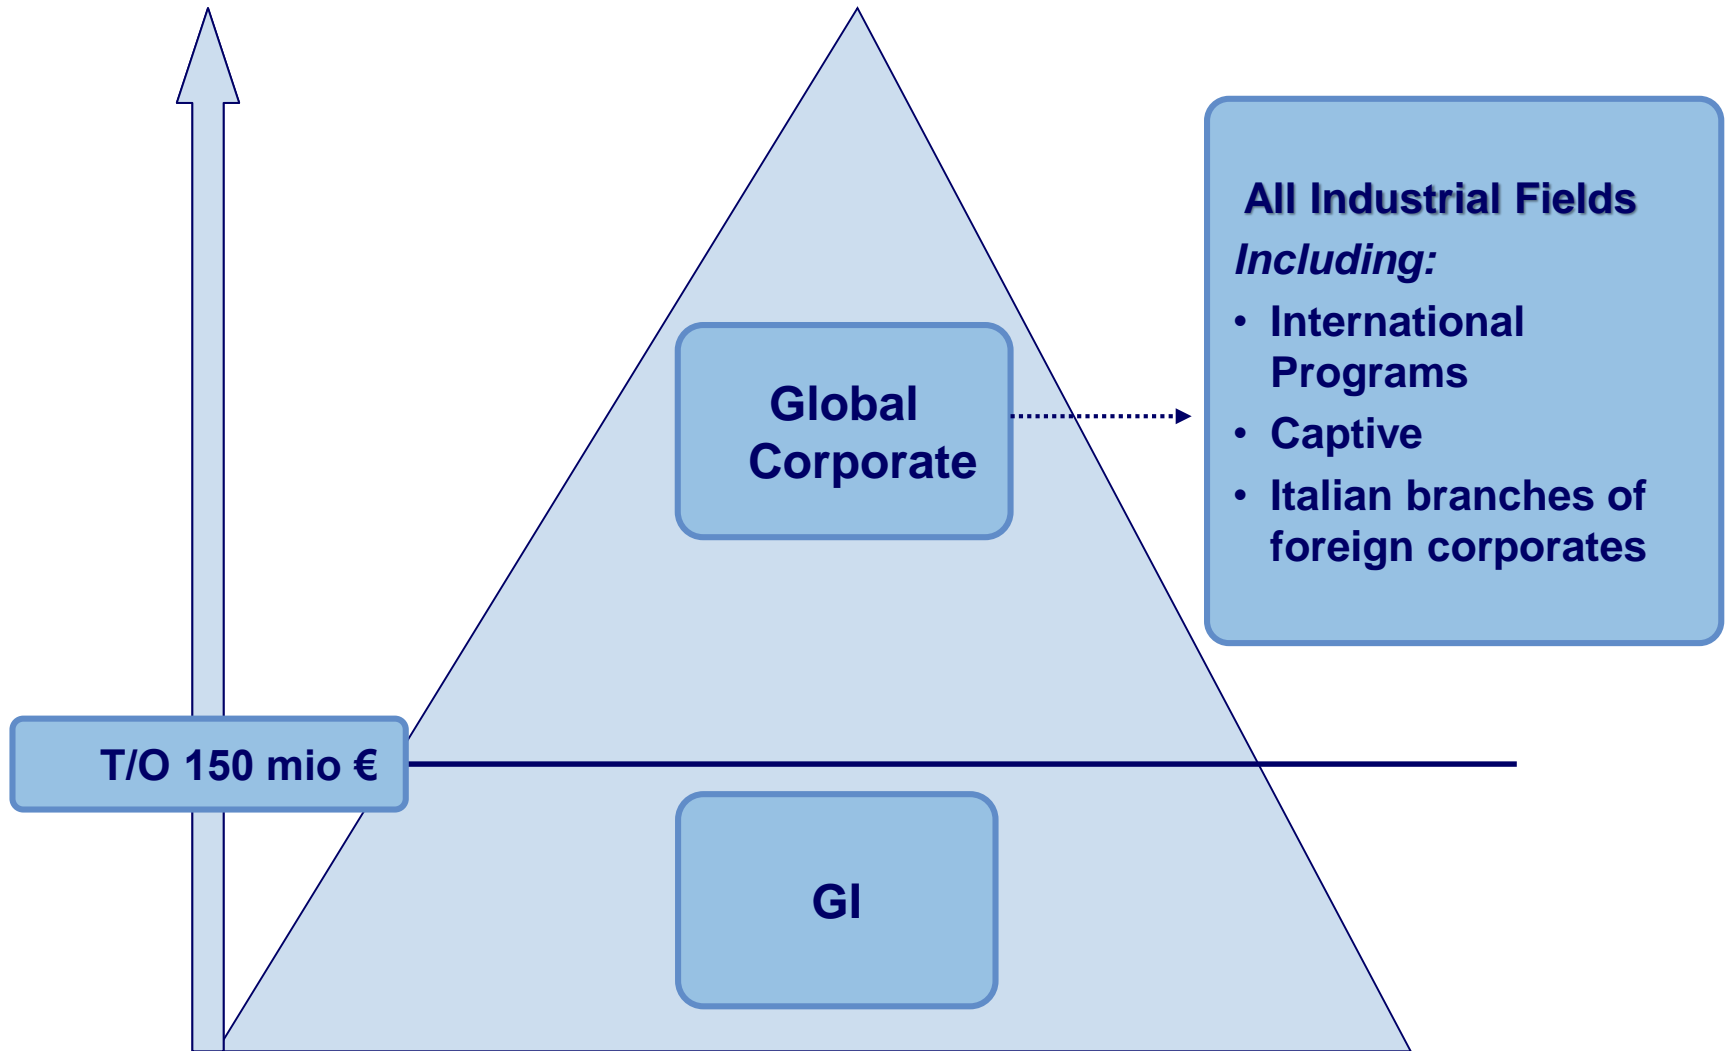 All Industrial Fields
Including:
• International
Programs
• Captive
• Italian branches of
foreign corporates
Global
Corporate
T/O 150 mio €
GI